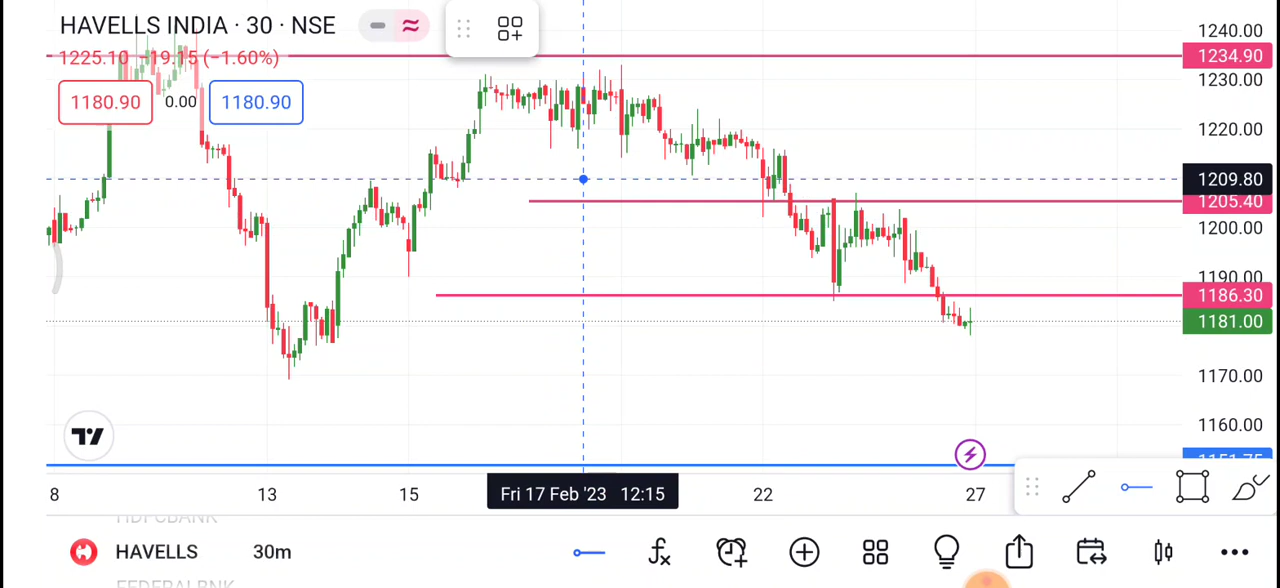 HAVELLS INDIA · 30 · NSE
1225.10 −19.15 (−1.60%)
1180.90 0.00 1180.90
1240.00
1234.90
1230.00
1220.00
1209.80
1205.40
1200.00
1190.00
1186.30
1181.00
1170.00
1160.00
1151.75
8 13 15 Fri 17 Feb '23 12:15 22 27
HDFCBANK
HAVELLS 30m
FEDERALBNK